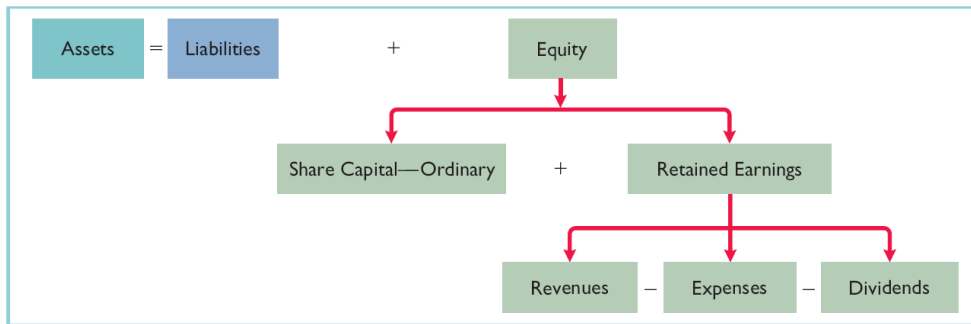 Assets = Liabilities + Equity
Share Capital—Ordinary + Retained Earnings
Revenues – Expenses – Dividends